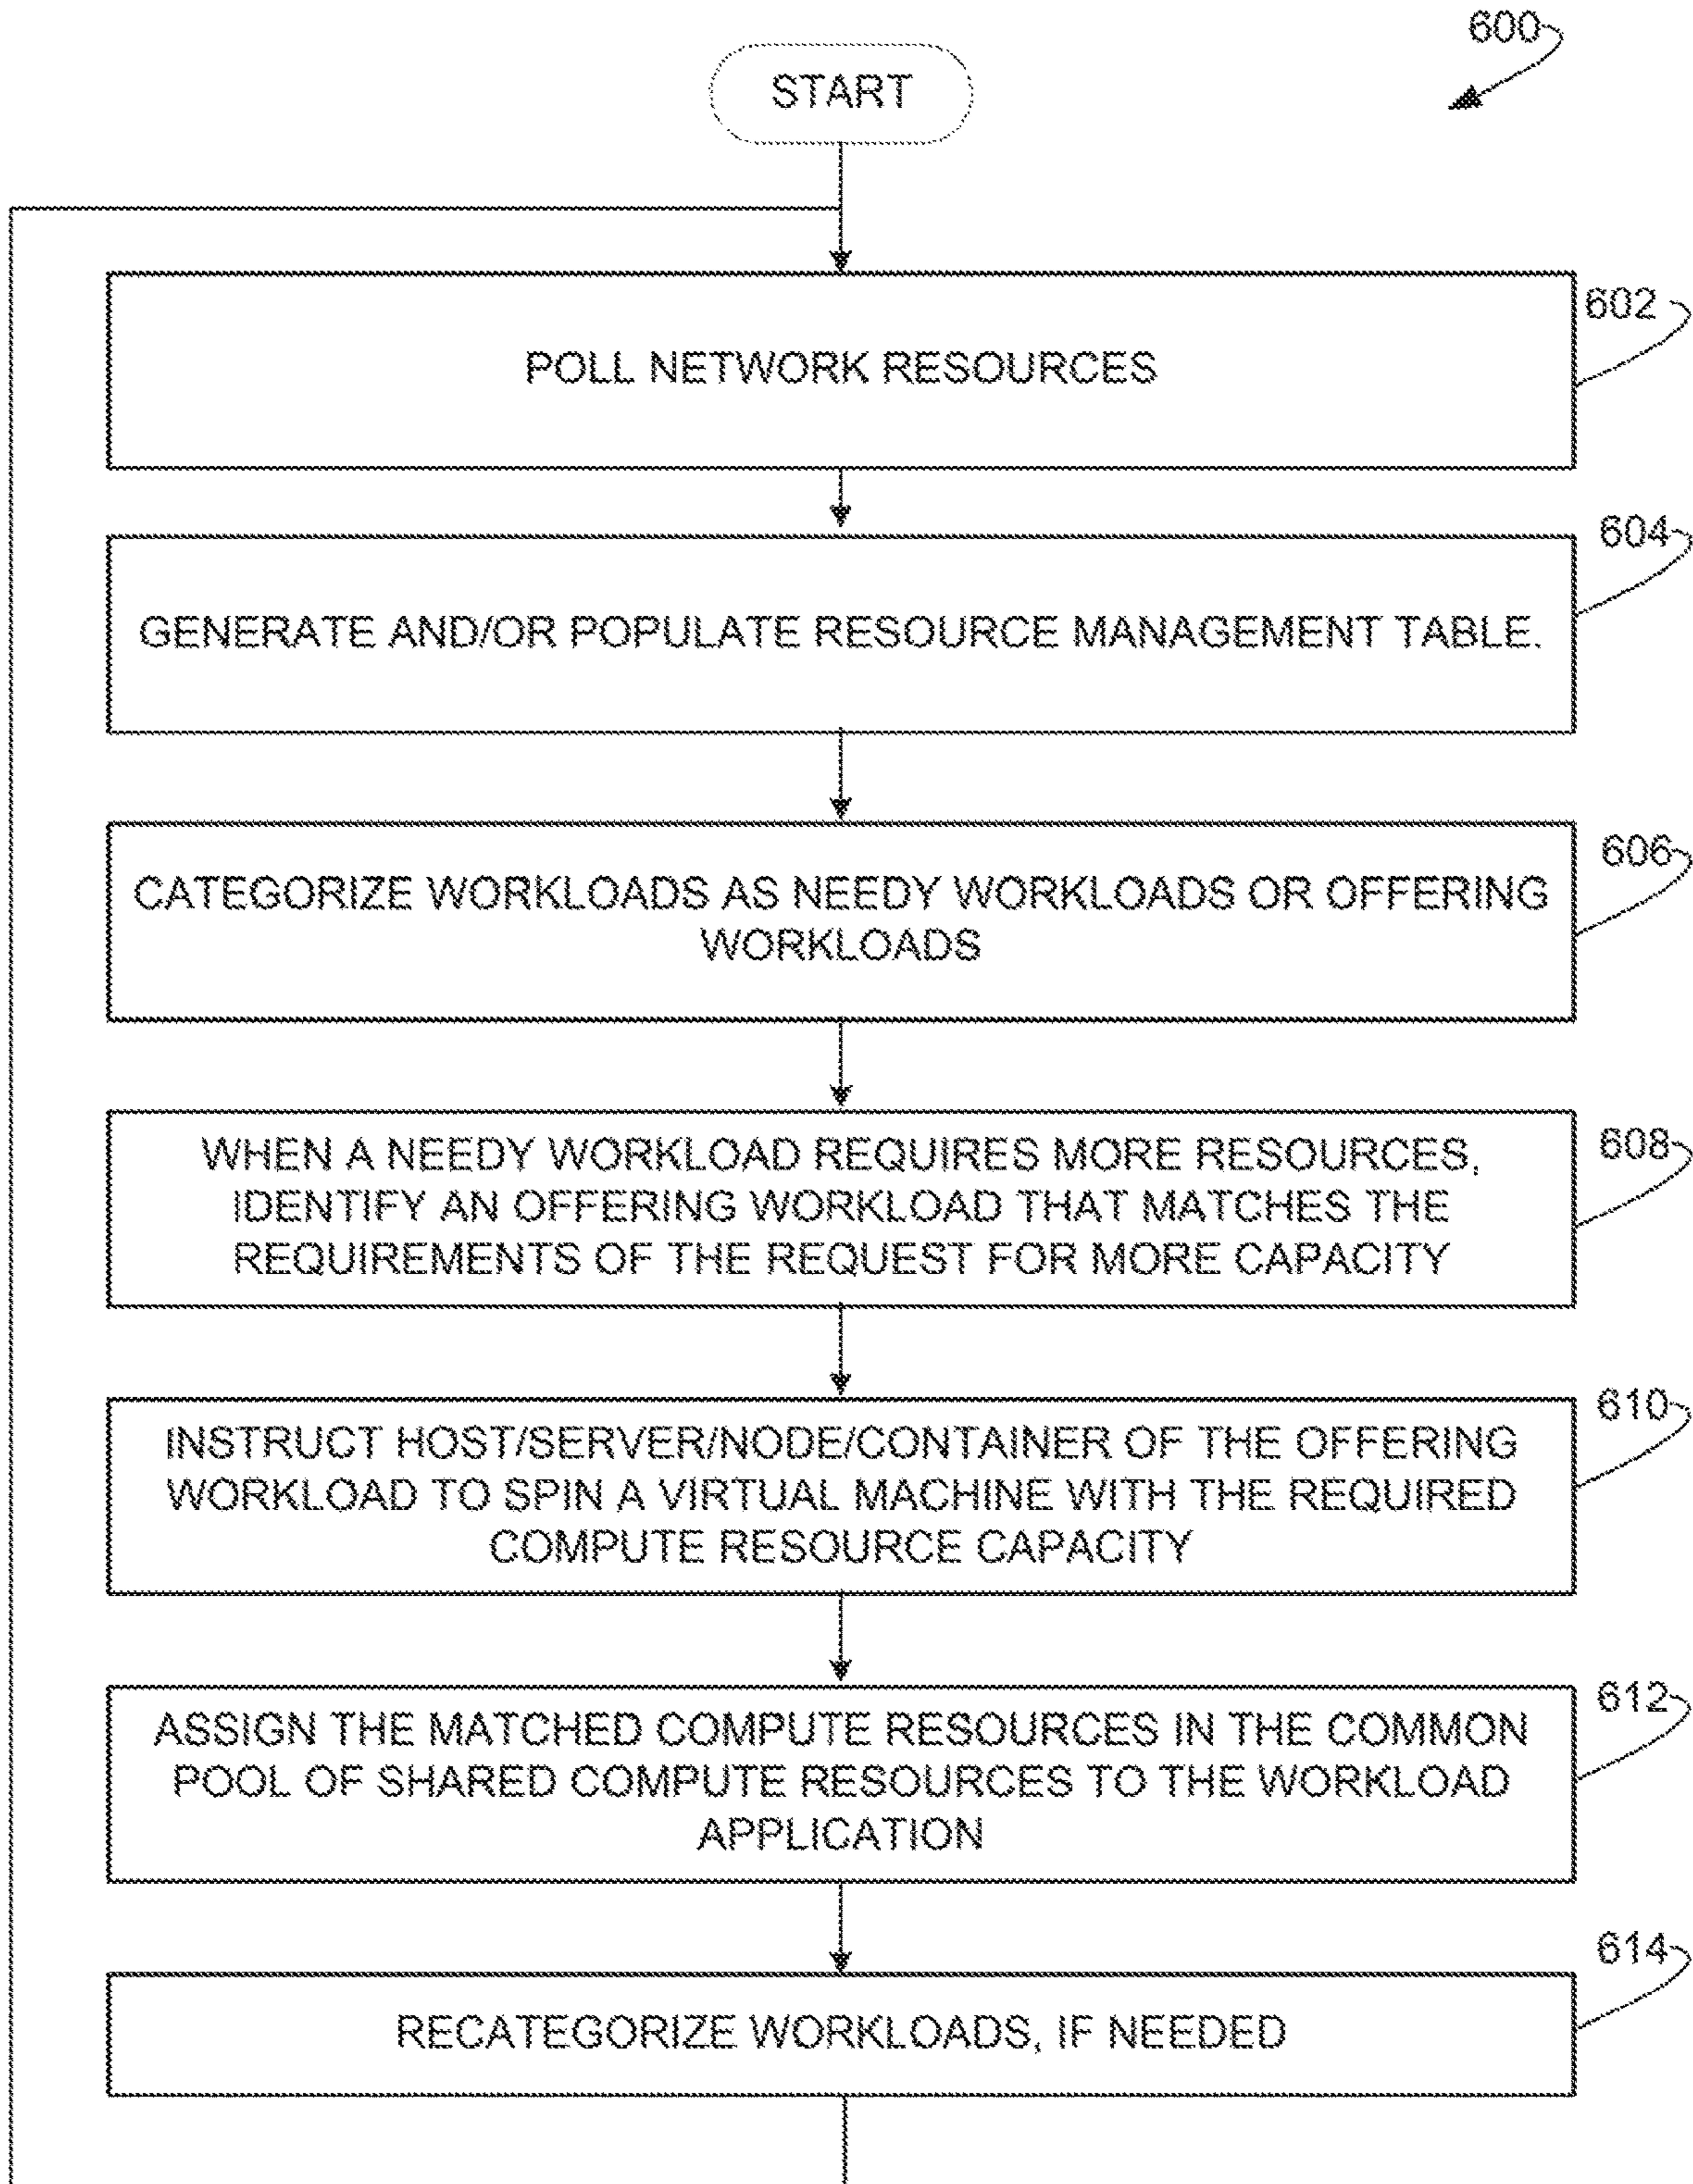 600
START
602
POLL NETWORK RESOURCES
604
GENERATE AND/OR POPULATE RESOURCE MANAGEMENT TABLE.
606
CATEGORIZE WORKLOADS AS NEEDY WORKLOADS OR OFFERING
WORKLOADS
608
WHEN A NEEDY WORKLOAD REQUIRES MORE RESOURCES,
IDENTIFY AN OFFERING WORKLOAD THAT MATCHES THE
REQUIREMENTS OF THE REQUEST FOR MORE CAPACITY
610
INSTRUCT HOST/SERVER/NODE/CONTAINER OF THE OFFERING
WORKLOAD TO SPIN A VIRTUAL MACHINE WITH THE REQUIRED
COMPUTE RESOURCE CAPACITY
612
ASSIGN THE MATCHED COMPUTE RESOURCES IN THE COMMON
POOL OF SHARED COMPUTE RESOURCES TO THE WORKLOAD
APPLICATION
614
RECATEGORIZE WORKLOADS, IF NEEDED